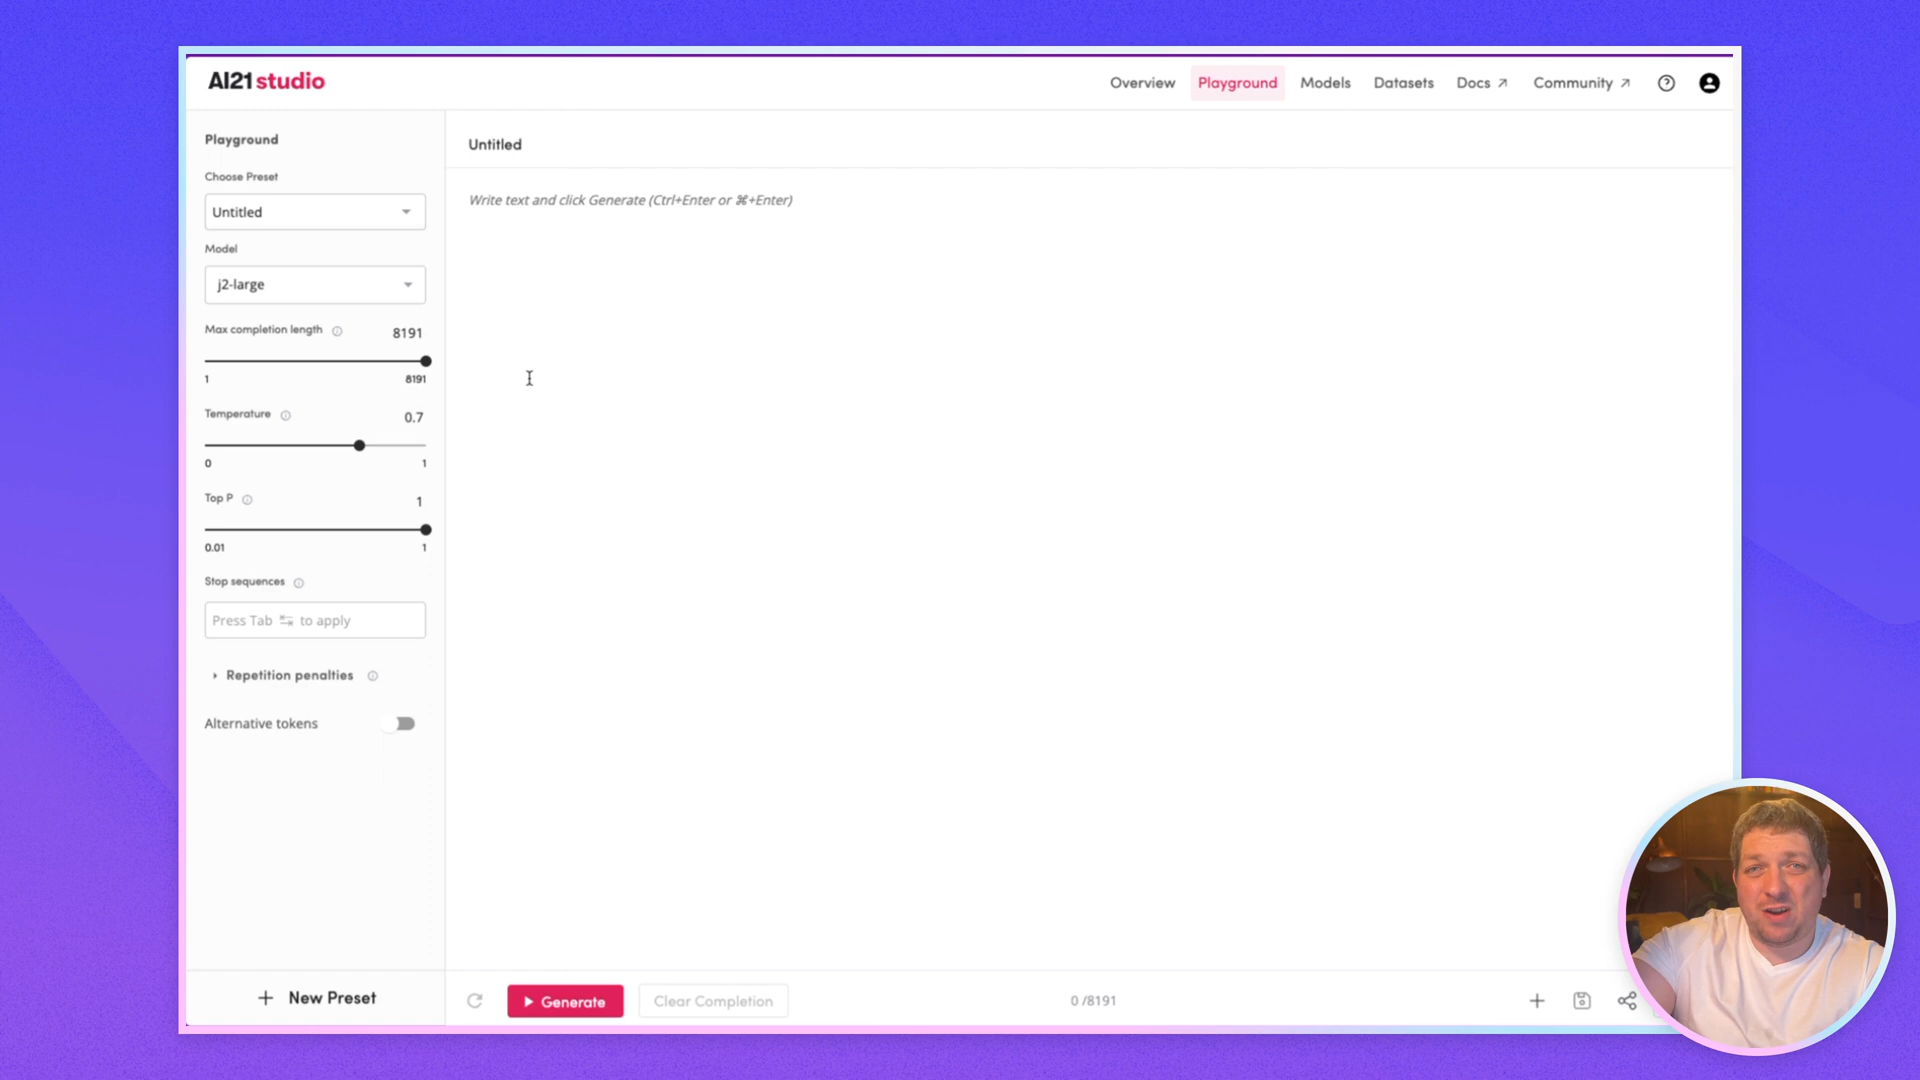 AI21 studio
Overview Playground Models Datasets Docs ↗ Community ↗
Playground
Choose Preset
Untitled
Model
j2-large
Max completion length 8191
1 8191
Temperature 0.7
0 1
Top P 1
0.01 1
Stop sequences
Press Tab to apply
Repetition penalties
Alternative tokens
+ New Preset
Untitled
Write text and click Generate (Ctrl+Enter or ⌘+Enter)
Generate Clear Completion 0 /8191